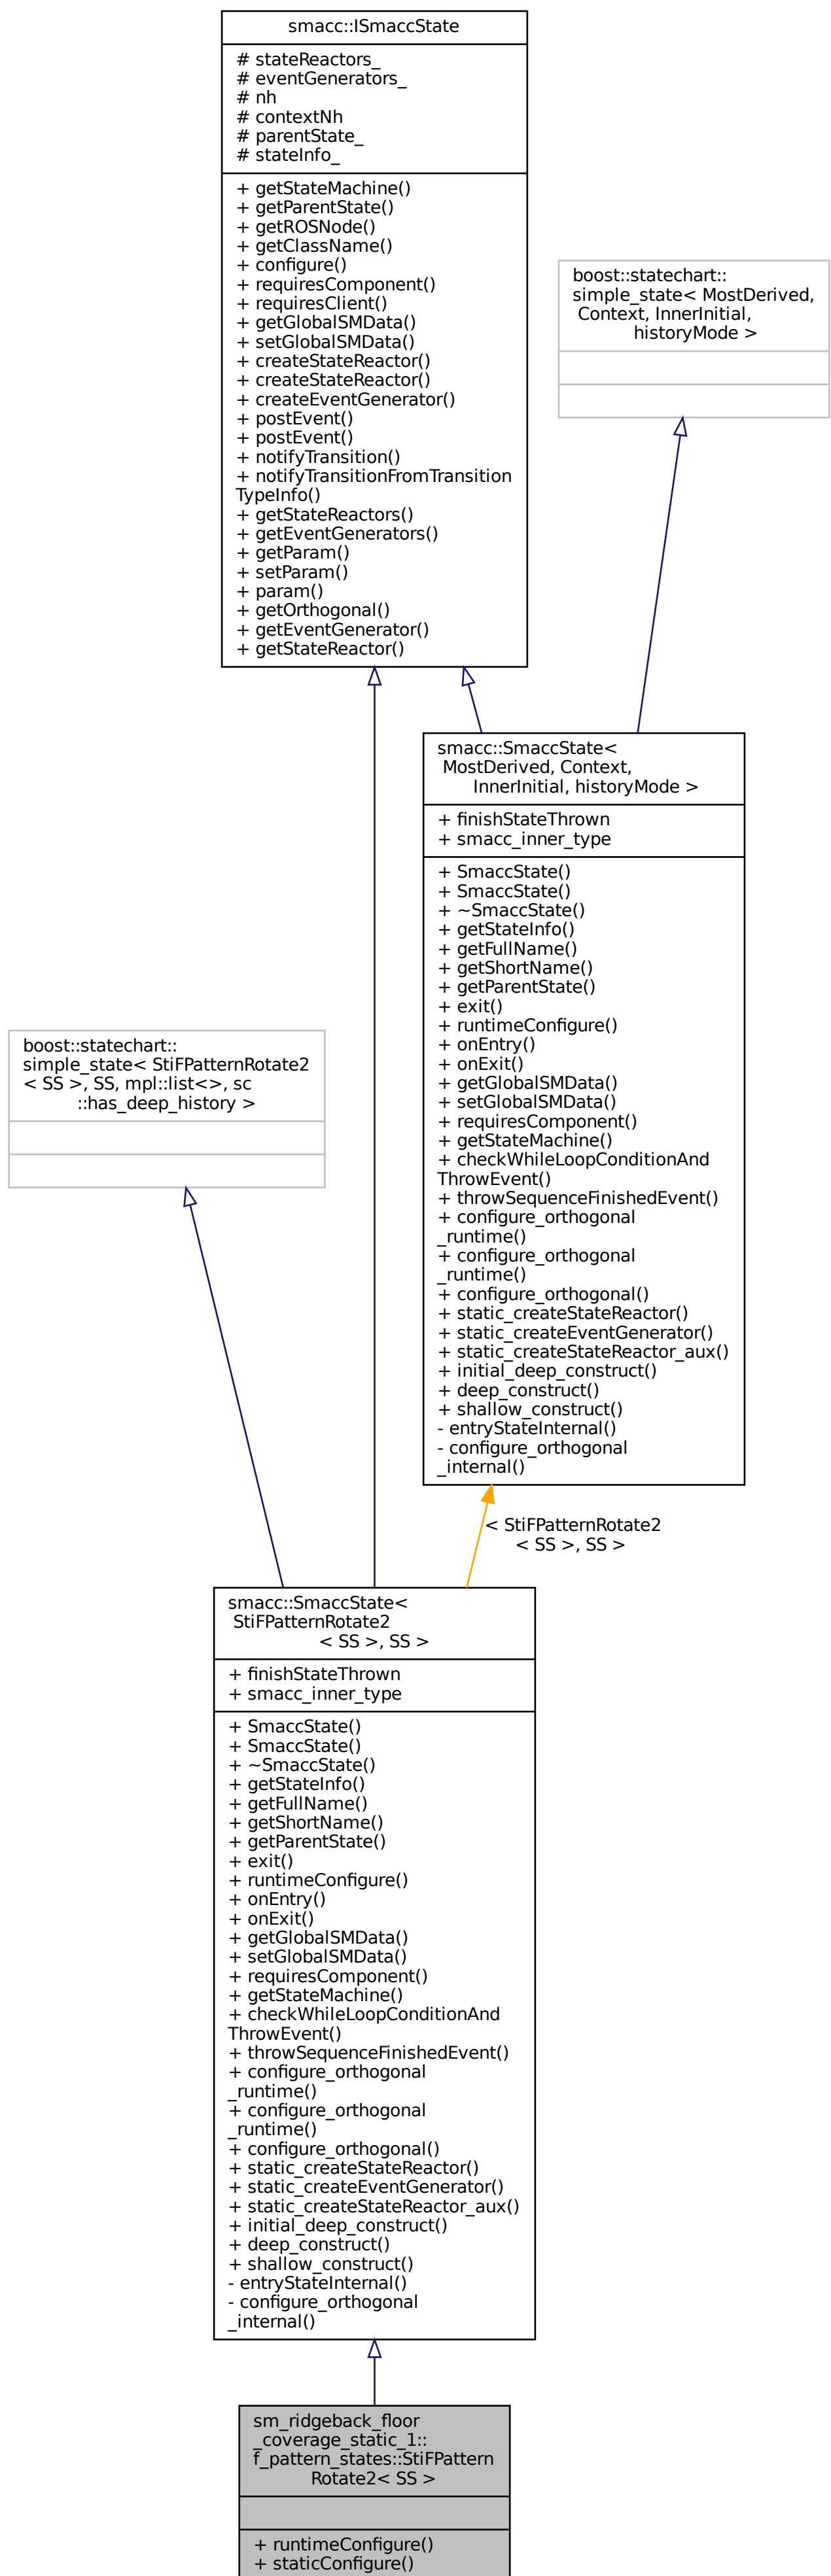 smacc::ISmaccState
# stateReactors_
# eventGenerators_
# nh
# contextNh
# parentState_
# stateInfo_
+ getStateMachine()
+ getParentState()
+ getROSNode()
+ getClassName()
+ configure()
+ requiresComponent()
+ requiresClient()
+ getGlobalSMData()
+ setGlobalSMData()
+ createStateReactor()
+ createStateReactor()
+ createEventGenerator()
+ postEvent()
+ postEvent()
+ notifyTransition()
+ notifyTransitionFromTransition
TypeInfo()
+ getStateReactors()
+ getEventGenerators()
+ getParam()
+ setParam()
+ param()
+ getOrthogonal()
+ getEventGenerator()
+ getStateReactor()
boost::statechart::
simple_state< MostDerived,
Context, InnerInitial,
historyMode >
smacc::SmaccState<
MostDerived, Context,
InnerInitial, historyMode >
+ finishStateThrown
+ smacc_inner_type
+ SmaccState()
+ SmaccState()
+ ~SmaccState()
+ getStateInfo()
+ getFullName()
+ getShortName()
+ getParentState()
+ exit()
+ runtimeConfigure()
+ onEntry()
+ onExit()
+ getGlobalSMData()
+ setGlobalSMData()
+ requiresComponent()
+ getStateMachine()
+ checkWhileLoopConditionAnd
ThrowEvent()
+ throwSequenceFinishedEvent()
+ configure_orthogonal
_runtime()
+ configure_orthogonal
_runtime()
+ configure_orthogonal()
+ static_createStateReactor()
+ static_createEventGenerator()
+ static_createStateReactor_aux()
+ initial_deep_construct()
+ deep_construct()
+ shallow_construct()
- entryStateInternal()
- configure_orthogonal
_internal()
boost::statechart::
simple_state< StiFPatternRotate2
< SS >, SS, mpl::list<>, sc
::has_deep_history >
< StiFPatternRotate2
< SS >, SS >
smacc::SmaccState<
StiFPatternRotate2
< SS >, SS >
+ finishStateThrown
+ smacc_inner_type
+ SmaccState()
+ SmaccState()
+ ~SmaccState()
+ getStateInfo()
+ getFullName()
+ getShortName()
+ getParentState()
+ exit()
+ runtimeConfigure()
+ onEntry()
+ onExit()
+ getGlobalSMData()
+ setGlobalSMData()
+ requiresComponent()
+ getStateMachine()
+ checkWhileLoopConditionAnd
ThrowEvent()
+ throwSequenceFinishedEvent()
+ configure_orthogonal
_runtime()
+ configure_orthogonal
_runtime()
+ configure_orthogonal()
+ static_createStateReactor()
+ static_createEventGenerator()
+ static_createStateReactor_aux()
+ initial_deep_construct()
+ deep_construct()
+ shallow_construct()
- entryStateInternal()
- configure_orthogonal
_internal()
sm_ridgeback_floor
_coverage_static_1::
f_pattern_states::StiFPattern
Rotate2< SS >
+ runtimeConfigure()
+ staticConfigure()